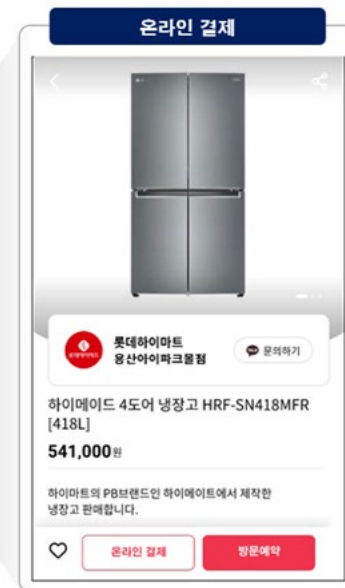 온라인 결제
롯데하이마트
용산아이파크몰점
문의하기
하이메이드 4도어 냉장고 HRF-SN418MFR
[418L]
541,000원
하이마트의 PB브랜드인 하이메이트에서 제작한
냉장고 판매합니다.
온라인 결제
방문예약